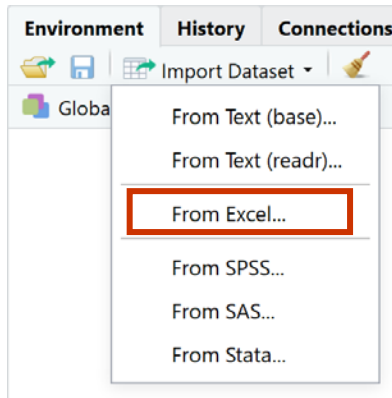 Environment History Connections
Import Dataset
Globa
From Text (base)...
From Text (readr)...
From Excel...
From SPSS...
From SAS...
From Stata...